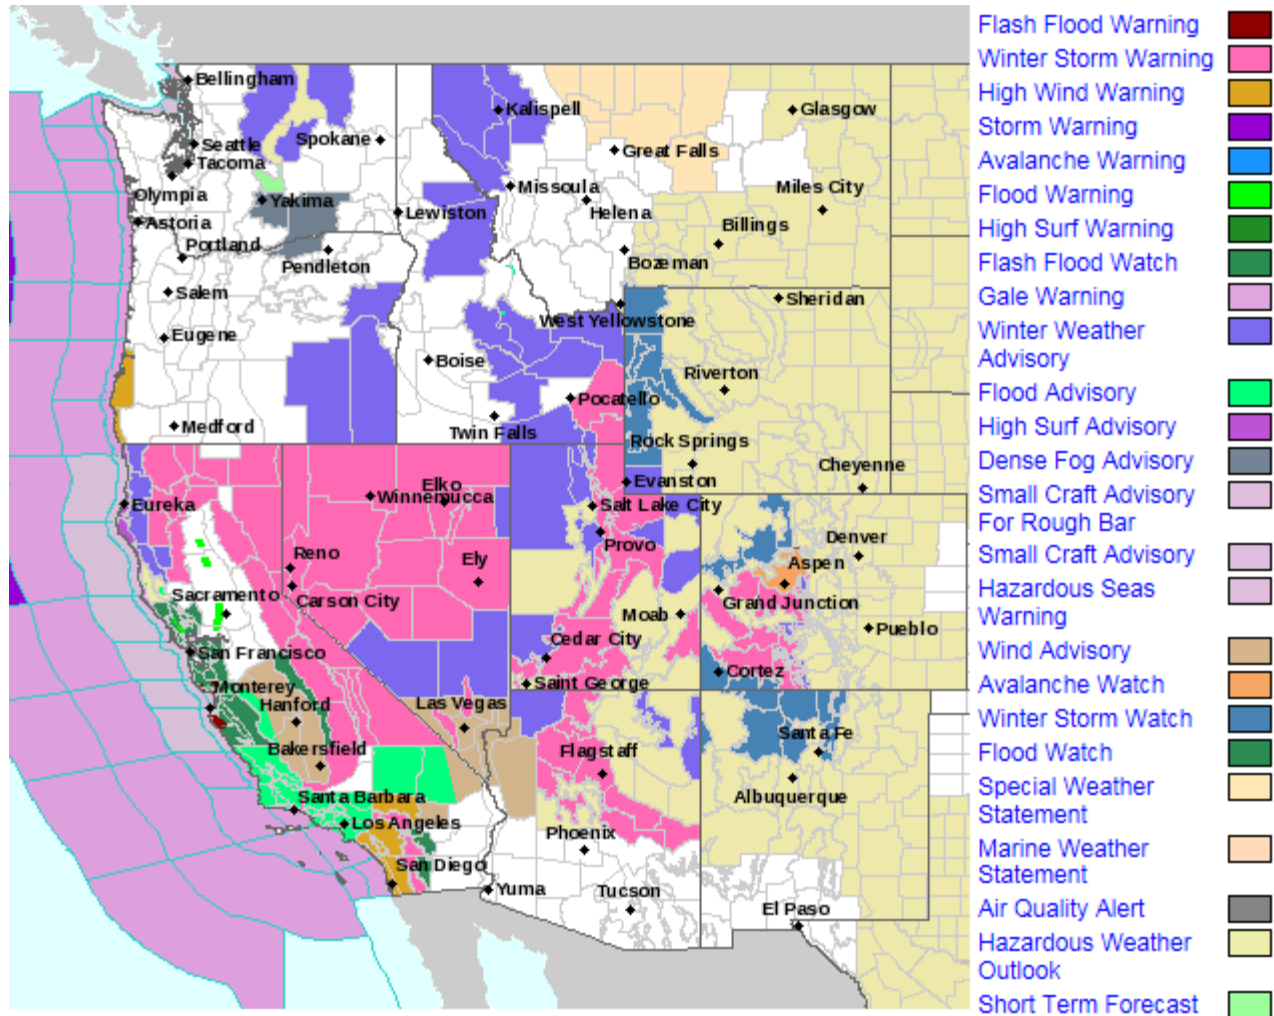 Bellingham
Seattle
Spokane
Tacoma
Olympia
Yakima
Astoria
Portland
Pendleton
Salem
Eugene
Medford
Kalispell
Great Falls
Glasgow
Missoula
Helena
Miles City
Lewiston
Billings
Bozeman
West Yellowstone
Sheridan
Boise
Riverton
Pocatello
Twin Falls
Rock Springs
Cheyenne
Evanston
Eureka
Elko
Winnemucca
Salt Lake City
Provo
Reno
Ely
Carson City
Sacramento
Denver
Aspen
Grand Junction
Moab
Pueblo
San Francisco
Cedar City
Cortez
Saint George
Monterey
Hanford
Las Vegas
Bakersfield
Flagstaff
Santa Fe
Albuquerque
Santa Barbara
Los Angeles
Phoenix
San Diego
Yuma
Tucson
El Paso
Flash Flood Warning
Winter Storm Warning
High Wind Warning
Storm Warning
Avalanche Warning
Flood Warning
High Surf Warning
Flash Flood Watch
Gale Warning
Winter Weather
Advisory
Flood Advisory
High Surf Advisory
Dense Fog Advisory
Small Craft Advisory
For Rough Bar
Small Craft Advisory
Hazardous Seas
Warning
Wind Advisory
Avalanche Watch
Winter Storm Watch
Flood Watch
Special Weather
Statement
Marine Weather
Statement
Air Quality Alert
Hazardous Weather
Outlook
Short Term Forecast